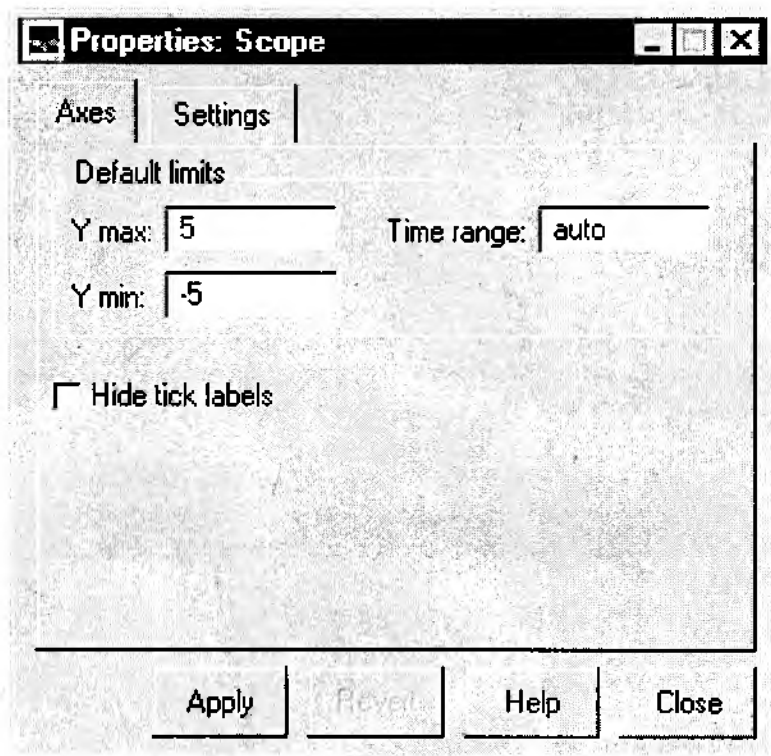 Properties: Scope
Axes Settings
Default limits
Y max: 5 Time range: auto
Y min: -5
Hide tick labels
Apply Revert Help Close